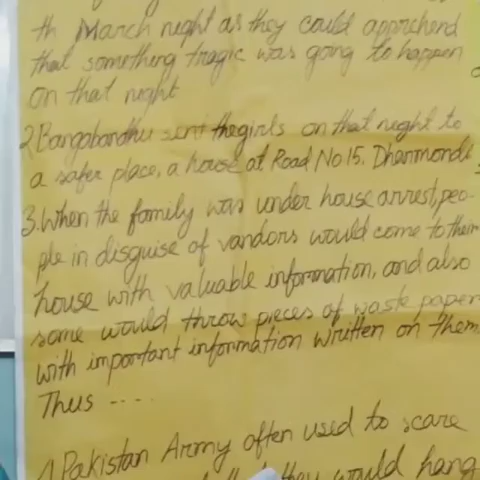 th March night as they could apprehend
that something tragic was going to happen
on that night
2. Bangabandhu sent the girls on that night to
a safer place, a house at Road No 15, Dhanmondi
3. When the family was under house arrest, peo-
ple in disguise of vandors would come to their
house with valuable information, and also
some would throw pieces of waste paper
with important information written on them.
Thus ----
4. Pakistan Army often used to scare
they would hang